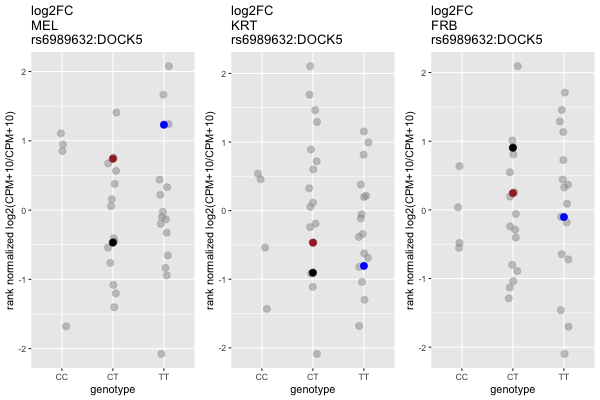 log2FC
MEL
rs6989632:DOCK5
rank normalized log2(CPM+10/CPM+10)
2
1
0
-1
-2
CC
CT
TT
genotype
log2FC
KRT
rs6989632:DOCK5
rank normalized log2(CPM+10/CPM+10)
2
1
0
-1
-2
CC
CT
TT
genotype
log2FC
FRB
rs6989632:DOCK5
rank normalized log2(CPM+10/CPM+10)
2
1
0
-1
-2
CC
CT
TT
genotype